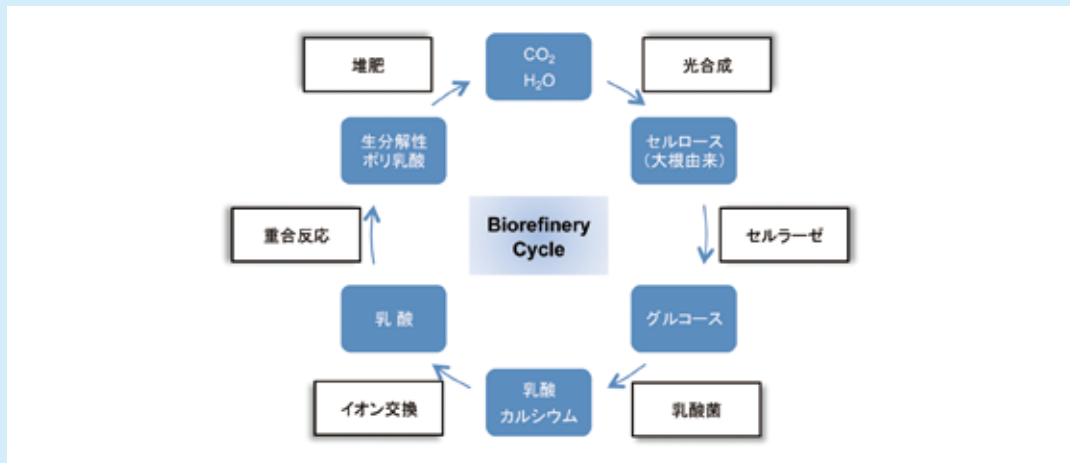 堆肥
CO₂
H₂O
光合成
生分解性
ポリ乳酸
セルロース
(大根由来)
Biorefinery
Cycle
重合反応
セルラーゼ
乳 酸
グルコース
イオン交換
乳酸
カルシウム
乳酸菌